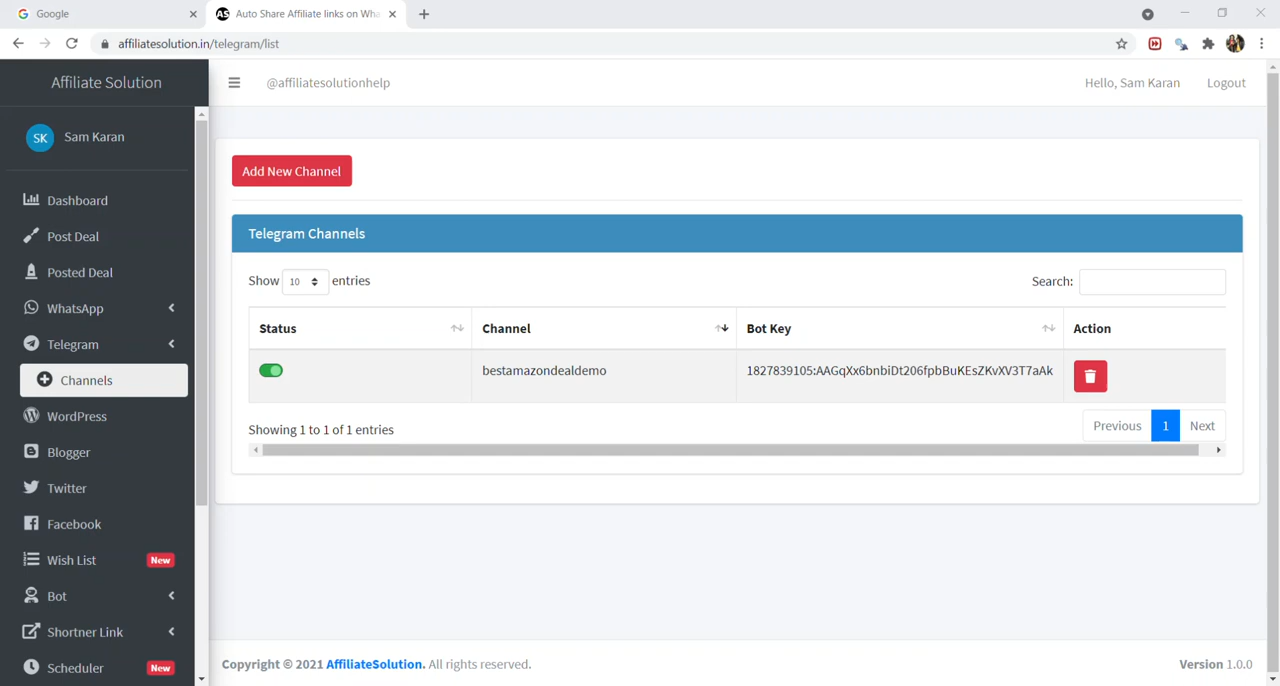 Google
Auto Share Affiliate links on Wha
affiliatesolution.in/telegram/list
Affiliate Solution
@affiliatesolutionhelp
Hello, Sam Karan
Logout
SK
Sam Karan
Dashboard
Post Deal
Posted Deal
WhatsApp
Telegram
Channels
WordPress
Blogger
Twitter
Facebook
Wish List New
Bot
Shortner Link
Scheduler New
Add New Channel
Telegram Channels
Show 10 entries
Search:
Status Channel Bot Key Action
bestamazondealdemo 1827839105:AAGqXx6bnbiDt206fpbBuKEsZKvXV3T7aAk
Showing 1 to 1 of 1 entries
Previous 1 Next
Copyright © 2021 AffiliateSolution. All rights reserved.
Version 1.0.0